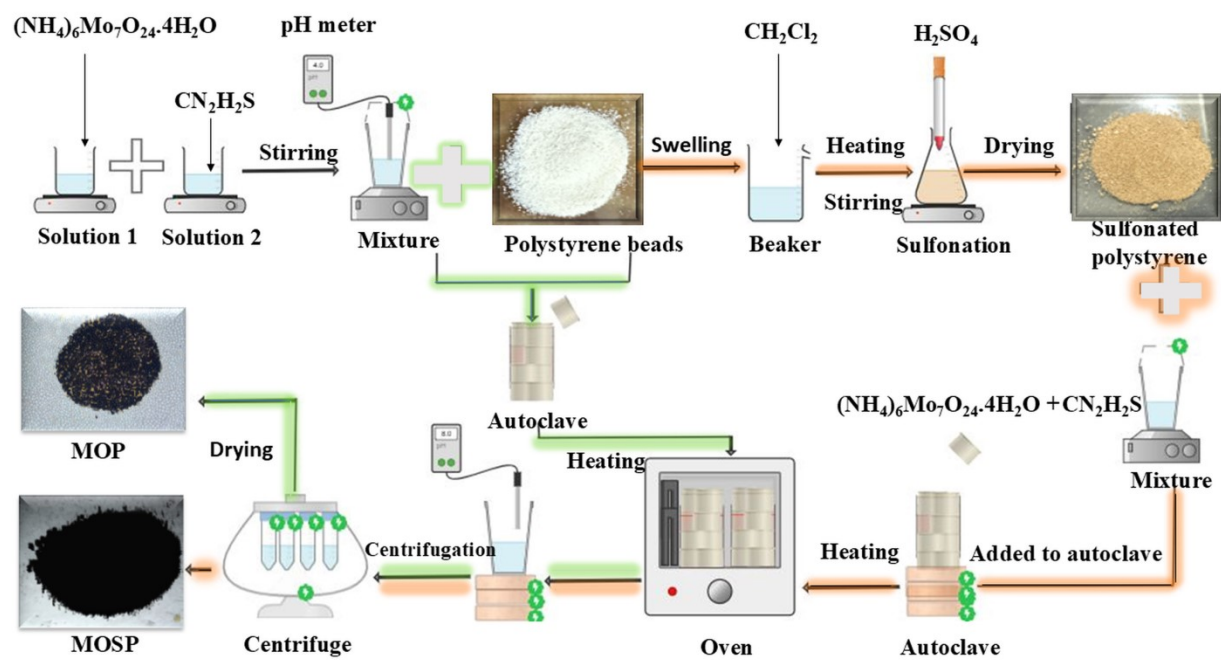 (NH₄)₆Mo₇O₂₄.4H₂O
pH meter
CH₂Cl₂
H₂SO₄
4.0
pH
CN₂H₂S
Stirring
Swelling
Heating
Stirring
Drying
Solution 1
Solution 2
Mixture
Polystyrene beads
Beaker
Sulfonation
Sulfonated
polystyrene
Autoclave
(NH₄)₆Mo₇O₂₄.4H₂O +CN₂H₂S
Mixture
MOP
Drying
8.0
pH
Heating
Centrifugation
Heating
Added to autoclave
MOSP
Centrifuge
Oven
Autoclave